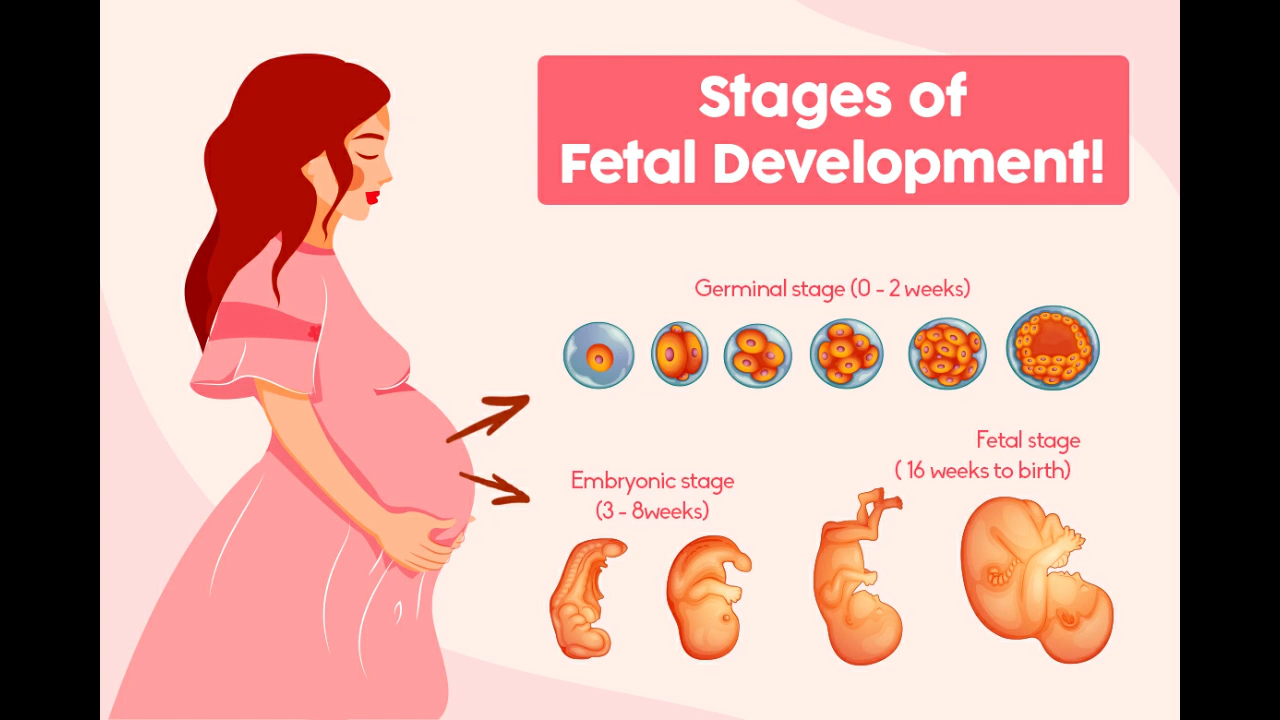 Stages of
Fetal Development!
Germinal stage (0 - 2 weeks)
Embryonic stage
(3 - 8weeks)
Fetal stage
( 16 weeks to birth)